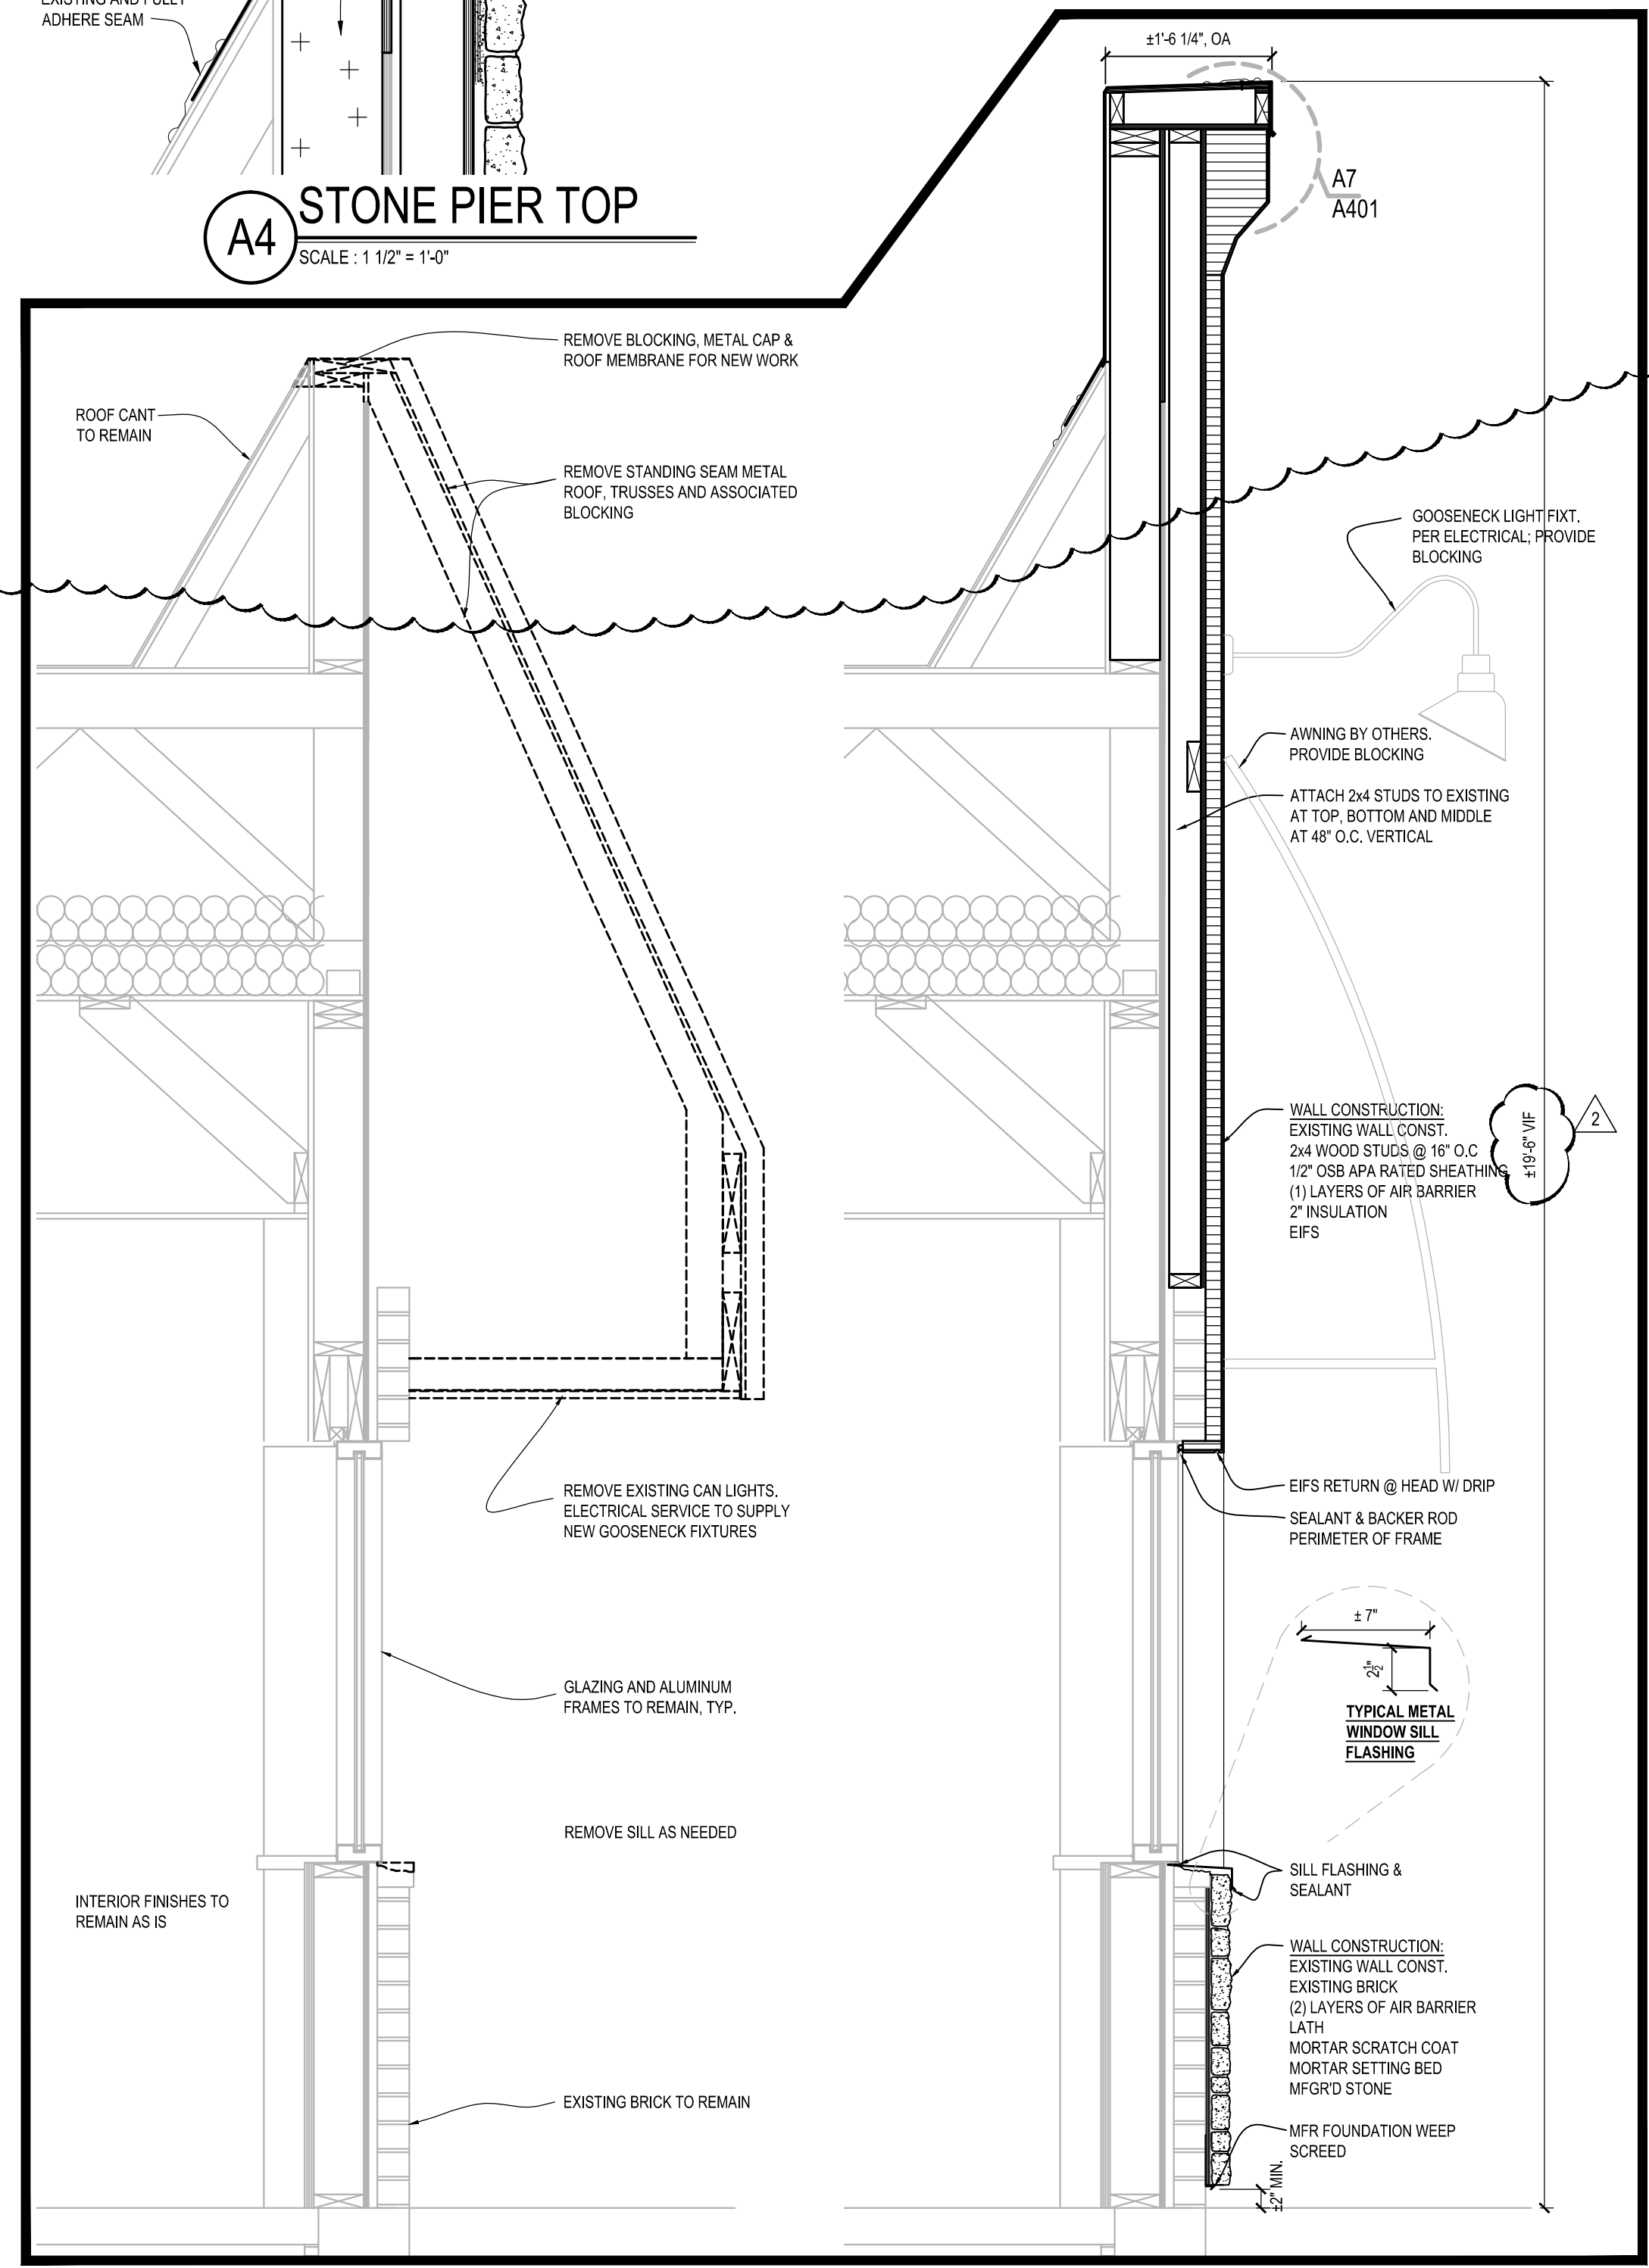 ADHERE SEAM
A4
STONE PIER TOP
SCALE : 1 1/2" = 1'-0"
±1'-6 1/4", OA
A7
A401
REMOVE BLOCKING, METAL CAP &
ROOF MEMBRANE FOR NEW WORK
ROOF CANT
TO REMAIN
REMOVE STANDING SEAM METAL
ROOF, TRUSSES AND ASSOCIATED
BLOCKING
GOOSENECK LIGHT FIXT.
PER ELECTRICAL; PROVIDE
BLOCKING
AWNING BY OTHERS.
PROVIDE BLOCKING
ATTACH 2x4 STUDS TO EXISTING
AT TOP, BOTTOM AND MIDDLE
AT 48" O.C. VERTICAL
WALL CONSTRUCTION:
EXISTING WALL CONST.
2x4 WOOD STUDS @ 16" O.C
1/2" OSB APA RATED SHEATHING
(1) LAYERS OF AIR BARRIER
2" INSULATION
EIFS
±19'-6" VIF
2
REMOVE EXISTING CAN LIGHTS.
ELECTRICAL SERVICE TO SUPPLY
NEW GOOSENECK FIXTURES
EIFS RETURN @ HEAD W/ DRIP
SEALANT & BACKER ROD
PERIMETER OF FRAME
± 7"
2 1/2"
TYPICAL METAL
WINDOW SILL
FLASHING
GLAZING AND ALUMINUM
FRAMES TO REMAIN, TYP.
REMOVE SILL AS NEEDED
INTERIOR FINISHES TO
REMAIN AS IS
SILL FLASHING &
SEALANT
WALL CONSTRUCTION:
EXISTING WALL CONST.
EXISTING BRICK
(2) LAYERS OF AIR BARRIER
LATH
MORTAR SCRATCH COAT
MORTAR SETTING BED
MFGR'D STONE
EXISTING BRICK TO REMAIN
MFR FOUNDATION WEEP
SCREED
±2" MIN.